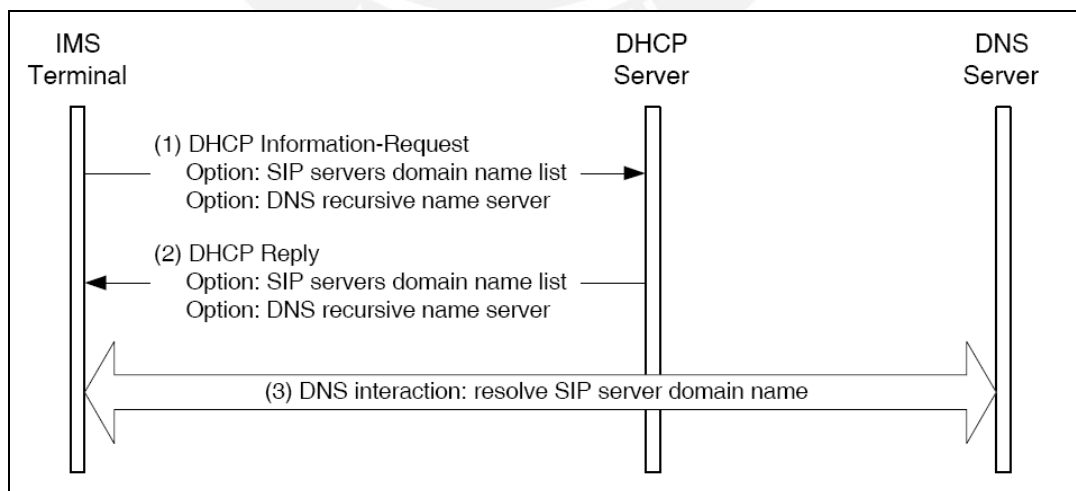 IMS
Terminal
DHCP
Server
DNS
Server
(1) DHCP Information-Request
Option: SIP servers domain name list
Option: DNS recursive name server
(2) DHCP Reply
Option: SIP servers domain name list
Option: DNS recursive name server
(3) DNS interaction: resolve SIP server domain name